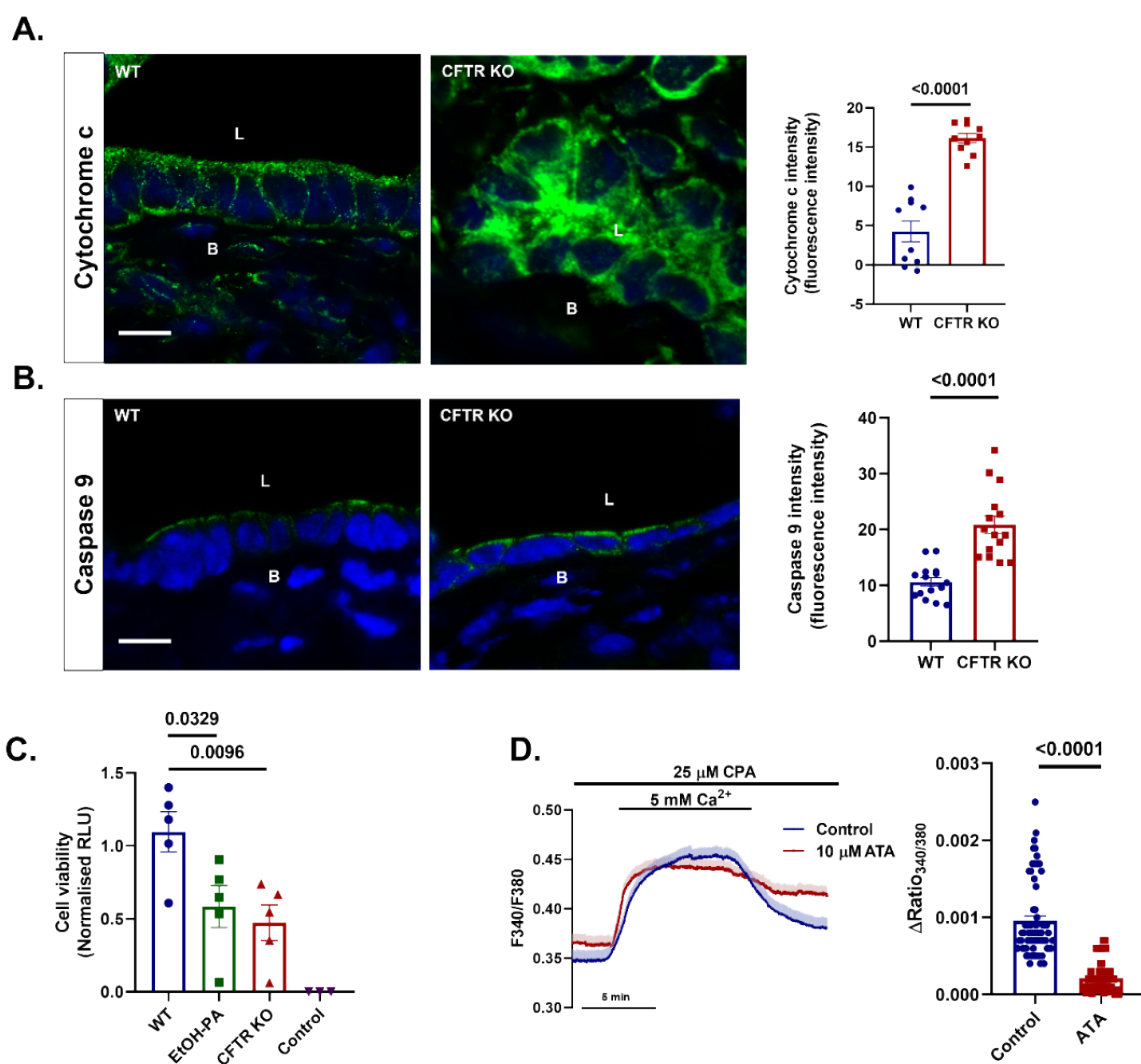 A.
Cytochrome c
WT
L
B
CFTR KO
L
B
<0.0001
Cytochrome c intensity
(fluorescence intensity)
20
15
10
5
0
-5
WT
CFTR KO
B.
Caspase 9
WT
L
B
CFTR KO
L
B
<0.0001
Caspase 9 intensity
(fluorescence intensity)
40
30
20
10
0
WT
CFTR KO
C.
0.0329
0.0096
Cell viability
(Normalised RLU)
1.5
1.0
0.5
0.0
WT
EtOH-PA
CFTR KO
Control
D.
25 μM CPA
5 mM Ca²⁺
Control
10 μM ATA
F340/F380
0.50
0.45
0.40
0.35
0.30
5 min
<0.0001
ΔRatio340/380
0.003
0.002
0.001
0.000
Control
ATA